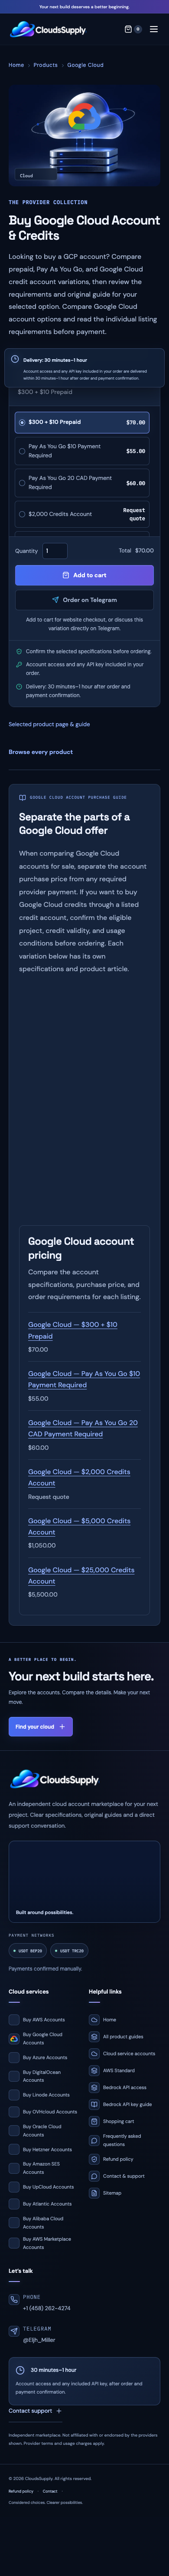 Your next build deserves a better beginning.
CloudsSupply
0
Home > Products > Google Cloud
Cloud
THE PROVIDER COLLECTION
Buy Google Cloud Account
& Credits
Looking to buy a GCP account? Compare
prepaid, Pay As You Go, and Google Cloud
credit account variations, then review the
requirements and original guide for your
selected option. Compare Google Cloud
account options and read the individual listing
requirements before payment.
Delivery: 30 minutes–1 hour
Account access and any API key included in your order are delivered
within 30 minutes–1 hour after order and payment confirmation.
$300 + $10 Prepaid
$300 + $10 Prepaid $70.00
Pay As You Go $10 Payment
Required
$55.00
Pay As You Go 20 CAD Payment
Required
$60.00
$2,000 Credits Account
Request
quote
Quantity 1 Total $70.00
Add to cart
Order on Telegram
Add to cart for website checkout, or discuss this
variation directly on Telegram.
Confirm the selected specifications before ordering.
Account access and any API key included in your
order.
Delivery: 30 minutes–1 hour after order and
payment confirmation.
Selected product page & guide
Browse every product
GOOGLE CLOUD ACCOUNT PURCHASE GUIDE
Separate the parts of a
Google Cloud offer
When comparing Google Cloud
accounts for sale, separate the account
purchase price from any required
provider payment. If you want to buy
Google Cloud credits through a listed
credit account, confirm the eligible
project, credit validity, and usage
conditions before ordering. Each
variation below has its own
specifications and product article.
Google Cloud account
pricing
Compare the account
specifications, purchase price, and
order requirements for each listing.
Google Cloud — $300 + $10
Prepaid
$70.00
Google Cloud — Pay As You Go $10
Payment Required
$55.00
Google Cloud — Pay As You Go 20
CAD Payment Required
$60.00
Google Cloud — $2,000 Credits
Account
Request quote
Google Cloud — $5,000 Credits
Account
$1,050.00
Google Cloud — $25,000 Credits
Account
$5,500.00
A BETTER PLACE TO BEGIN.
Your next build starts here.
Explore the accounts. Compare the details. Make your next
move.
Find your cloud +
CloudsSupply
An independent cloud account marketplace for your next
project. Clear specifications, original guides and a direct
support conversation.
Built around possibilities.
PAYMENT NETWORKS
USDT BEP20 USDT TRC20
Payments confirmed manually.
Cloud services
Buy AWS Accounts
Buy Google Cloud
Accounts
Buy Azure Accounts
Buy DigitalOcean
Accounts
Buy Linode Accounts
Buy OVHcloud Accounts
Buy Oracle Cloud
Accounts
Buy Hetzner Accounts
Buy Amazon SES
Accounts
Buy UpCloud Accounts
Buy Atlantic Accounts
Buy Alibaba Cloud
Accounts
Buy AWS Marketplace
Accounts
Helpful links
Home
All product guides
Cloud service accounts
AWS Standard
Bedrock API access
Bedrock API key guide
Shopping cart
Frequently asked
questions
Refund policy
Contact & support
Sitemap
Let's talk
PHONE
+1 (458) 262-4274
TELEGRAM
@Eljh_Miller
30 minutes–1 hour
Account access and any included API key, after order and
payment confirmation.
Contact support +
Independent marketplace. Not affiliated with or endorsed by the providers
shown. Provider terms and usage charges apply.
© 2026 CloudsSupply. All rights reserved.
Refund policy · Contact
Considered choices. Clearer possibilities.